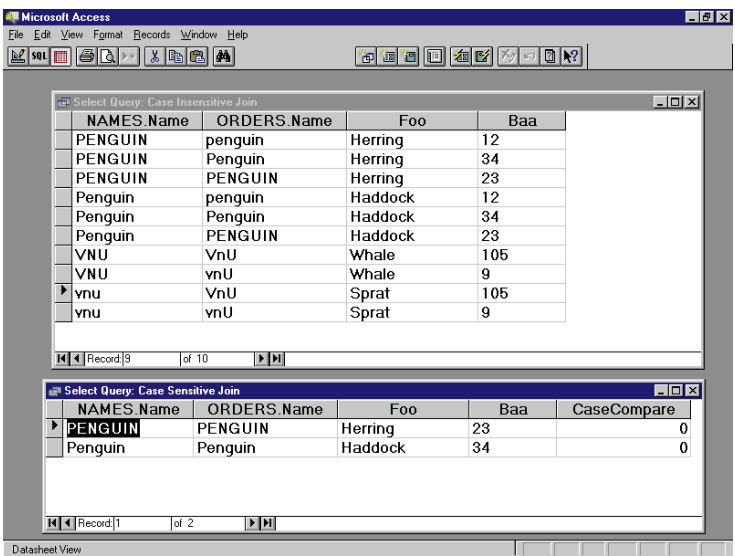 Microsoft Access
File Edit View Format Records Window Help
SQL
Select Query: Case Insensitive Join
NAMES.Name ORDERS.Name Foo Baa
PENGUIN penguin Herring 12
PENGUIN Penguin Herring 34
PENGUIN PENGUIN Herring 23
Penguin penguin Haddock 12
Penguin Penguin Haddock 34
Penguin PENGUIN Haddock 23
VNU VnU Whale 105
VNU vnU Whale 9
vnu VnU Sprat 105
vnu vnU Sprat 9
Record: 9 of 10
Select Query: Case Sensitive Join
NAMES.Name ORDERS.Name Foo Baa CaseCompare
PENGUIN PENGUIN Herring 23 0
Penguin Penguin Haddock 34 0
Record: 1 of 2
Datasheet View